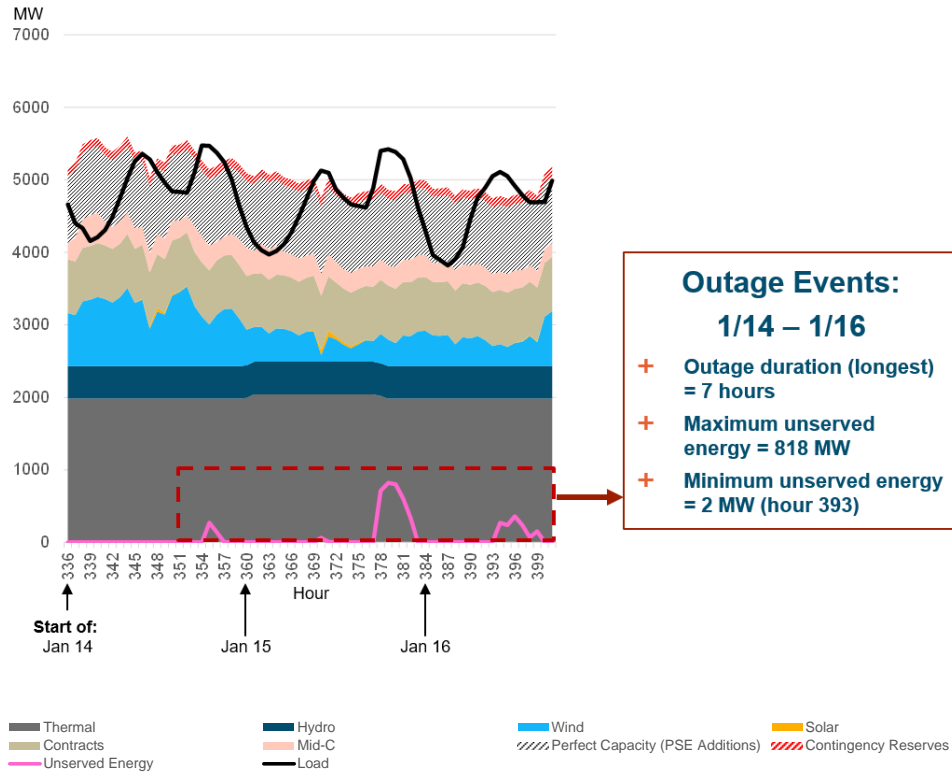 MW
7000
6000
5000
4000
3000
2000
1000
0
336
339
342
345
348
351
354
357
360
363
366
369
372
375
378
381
384
387
390
393
396
399
Hour
Start of:
Jan 14
Jan 15
Jan 16
Outage Events:
1/14 – 1/16
+ Outage duration (longest)
= 7 hours
+ Maximum unserved
energy = 818 MW
+ Minimum unserved energy
= 2 MW (hour 393)
Thermal
Hydro
Wind
Solar
Contracts
Mid-C
Perfect Capacity (PSE Additions)
Contingency Reserves
Unserved Energy
Load